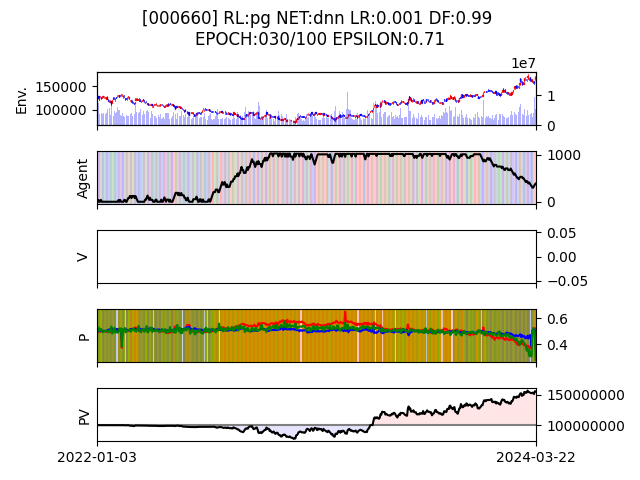 [000660] RL:pg NET:dnn LR:0.001 DF:0.99
EPOCH:030/100 EPSILON:0.71
1e7
Env.
150000
100000
1
0
Agent
1000
0
V
0.05
0.00
−0.05
P
0.6
0.4
PV
150000000
100000000
2022-01-03
2024-03-22